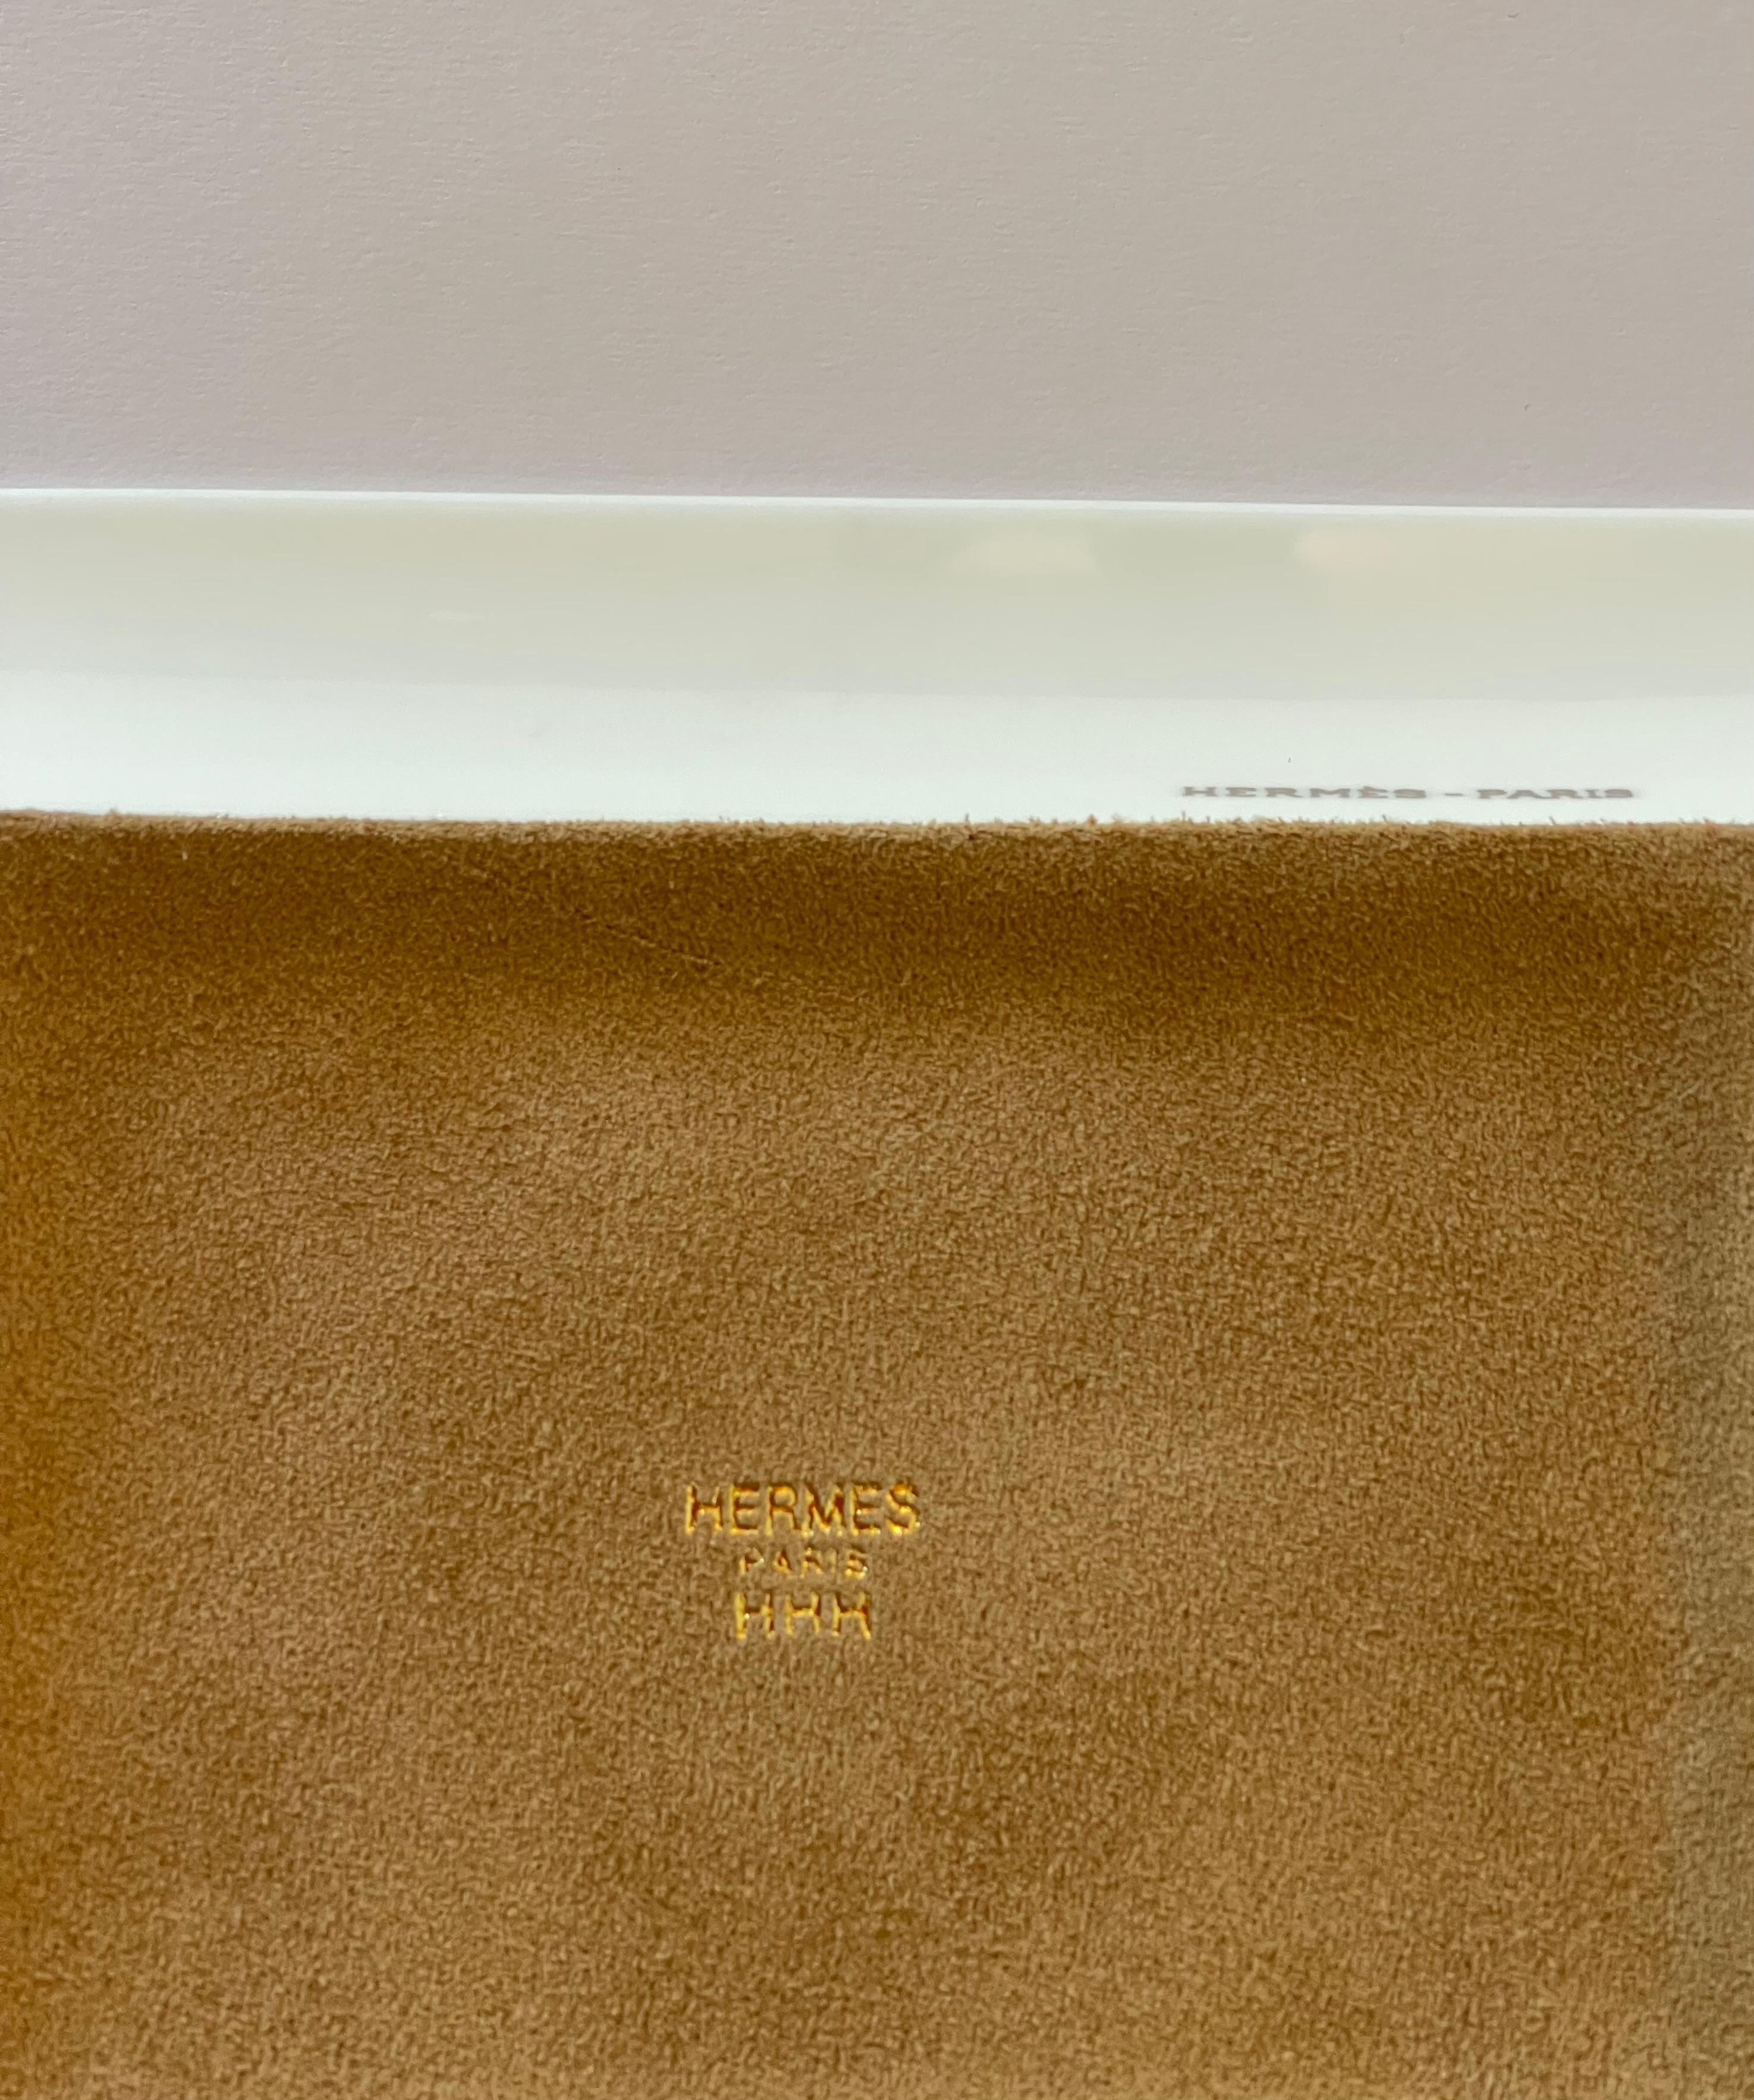 HERMÈS - PARIS
HERMES
PARIS
HHH